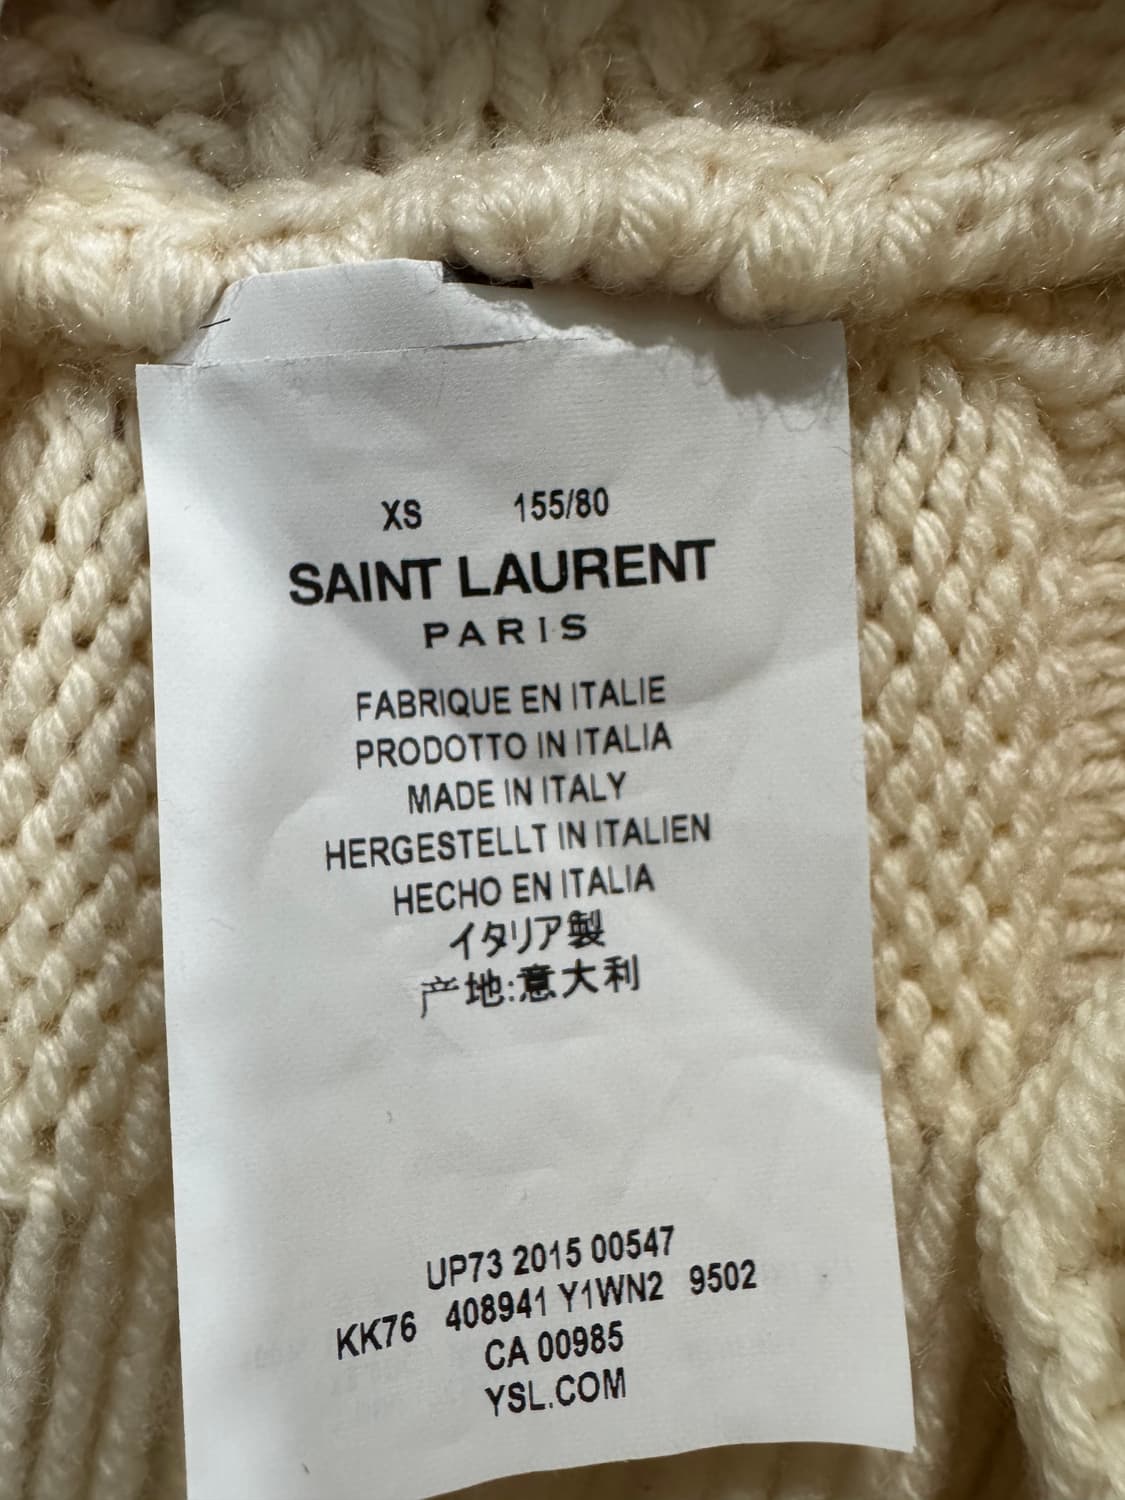 XS 155/80
SAINT LAURENT
PARIS
FABRIQUE EN ITALIE
PRODOTTO IN ITALIA
MADE IN ITALY
HERGESTELLT IN ITALIEN
HECHO EN ITALIA
イタリア製
产地:意大利
UP73 2015 00547
KK76 408941 Y1WN2 9502
CA 00985
YSL.COM